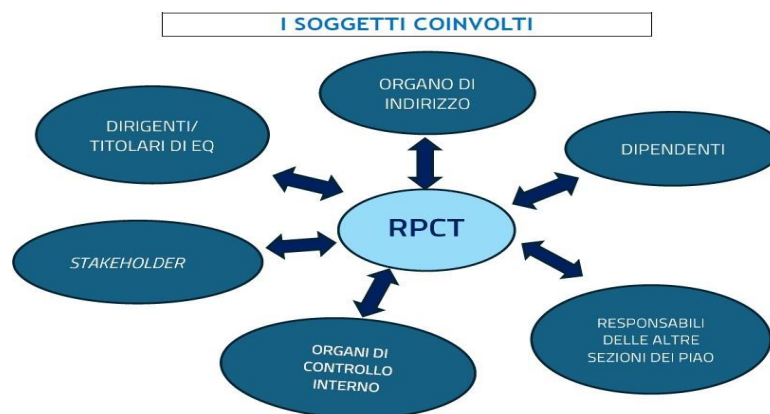 I SOGGETTI COINVOLTI
ORGANO DI
INDIRIZZO
DIRIGENTI/
TITOLARI DI EQ
DIPENDENTI
RPCT
STAKEHOLDER
RESPONSABILI
DELLE ALTRE
SEZIONI DEI PIAO
ORGANI DI
CONTROLLO
INTERNO